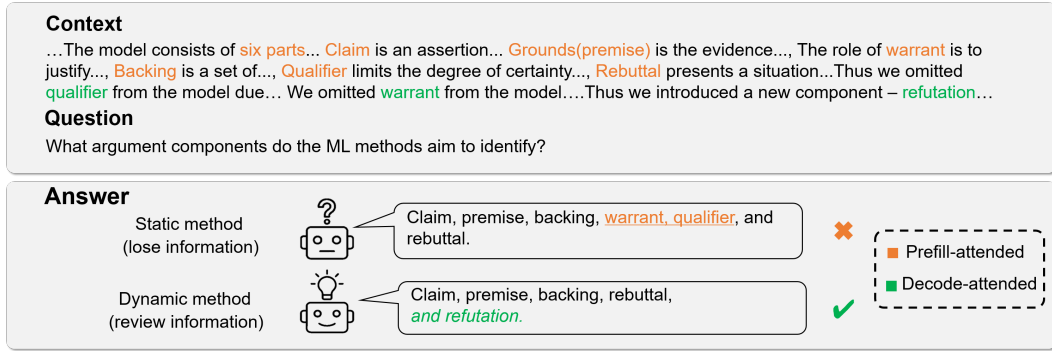 Context
…The model consists of six parts... Claim is an assertion... Grounds(premise) is the evidence..., The role of warrant is to
justify..., Backing is a set of..., Qualifier limits the degree of certainty..., Rebuttal presents a situation...Thus we omitted
qualifier from the model due… We omitted warrant from the model….Thus we introduced a new component – refutation…
Question
What argument components do the ML methods aim to identify?
Answer
Static method
(lose information)
Claim, premise, backing, warrant, qualifier, and
rebuttal.
Dynamic method
(review information)
Claim, premise, backing, rebuttal,
and refutation.
Prefill-attended
Decode-attended